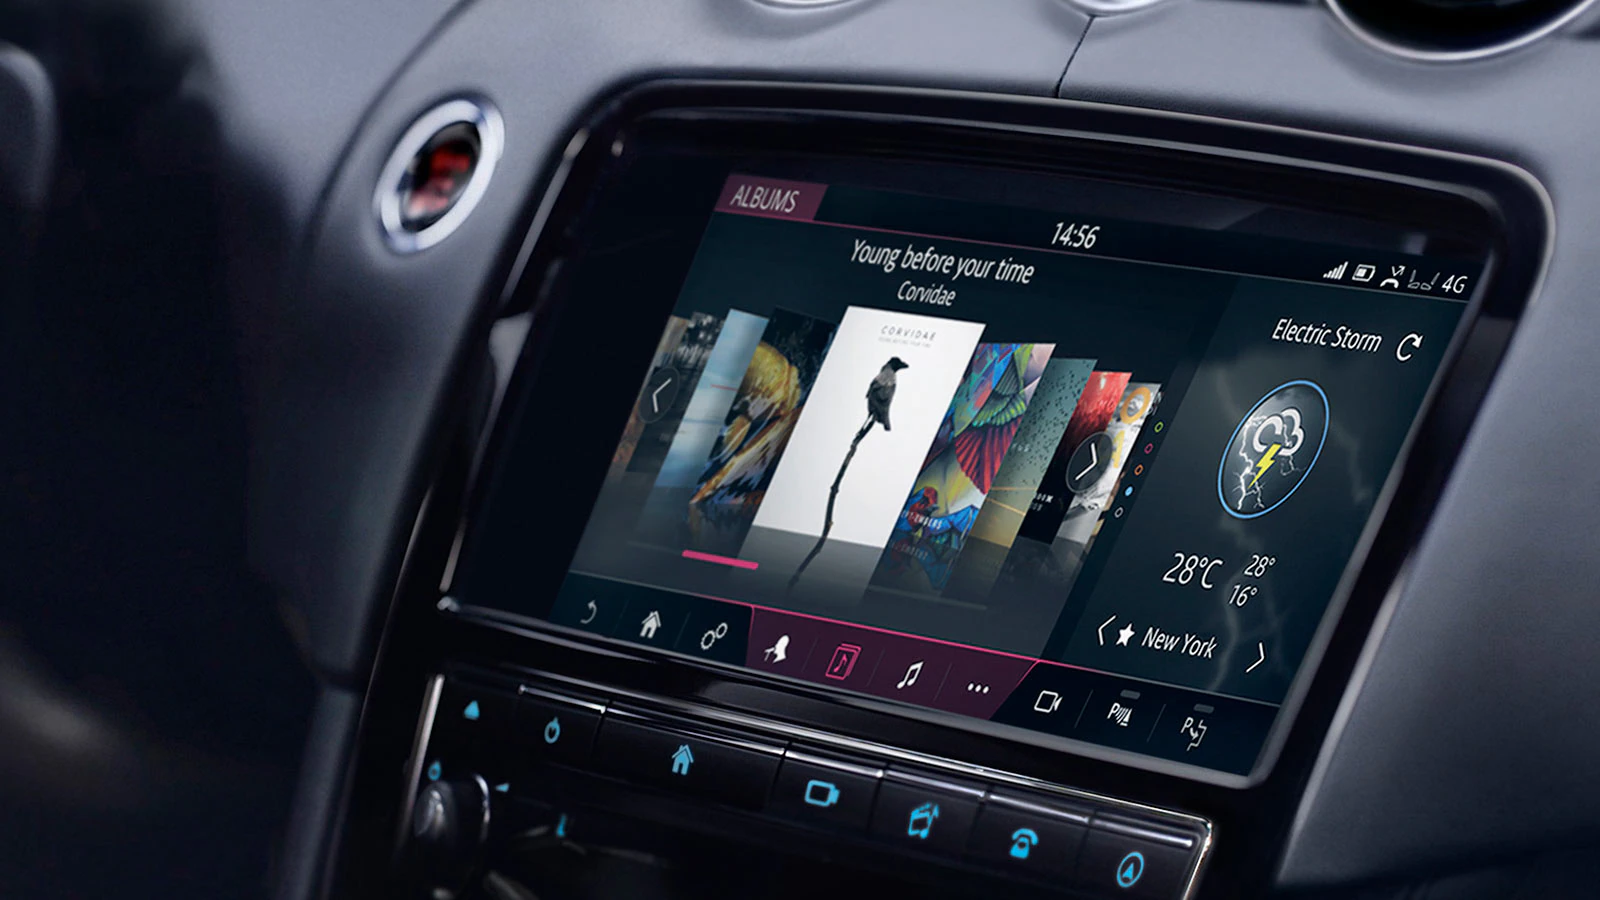 ALBUMS
14:56
4G
Young before your time
Corvidae
CORVIDAE
Electric Storm
28°C
28°
16°
New York
P
P